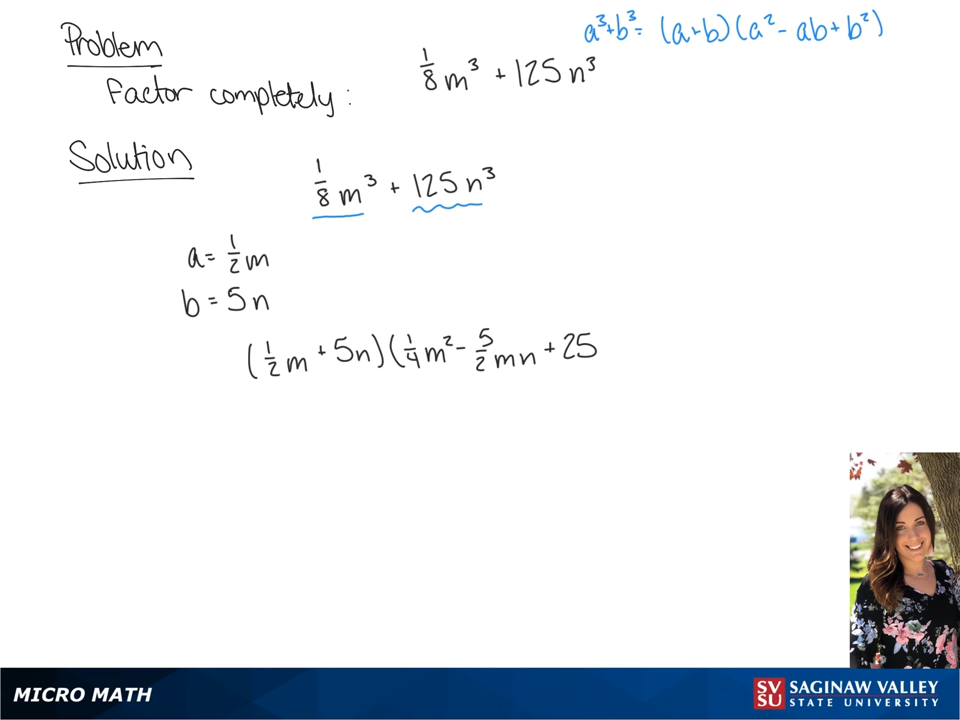 a³+b³= (a+b)(a² - ab + b²)
Problem
Factor completely: 1/8 m³ + 125 n³
Solution
1/8 m³ + 125 n³
a = 1/2 m
b = 5n
(1/2 m + 5n)(1/4 m² - 5/2 mn + 25
MICRO MATH
SV SU SAGINAW VALLEY
STATE UNIVERSITY